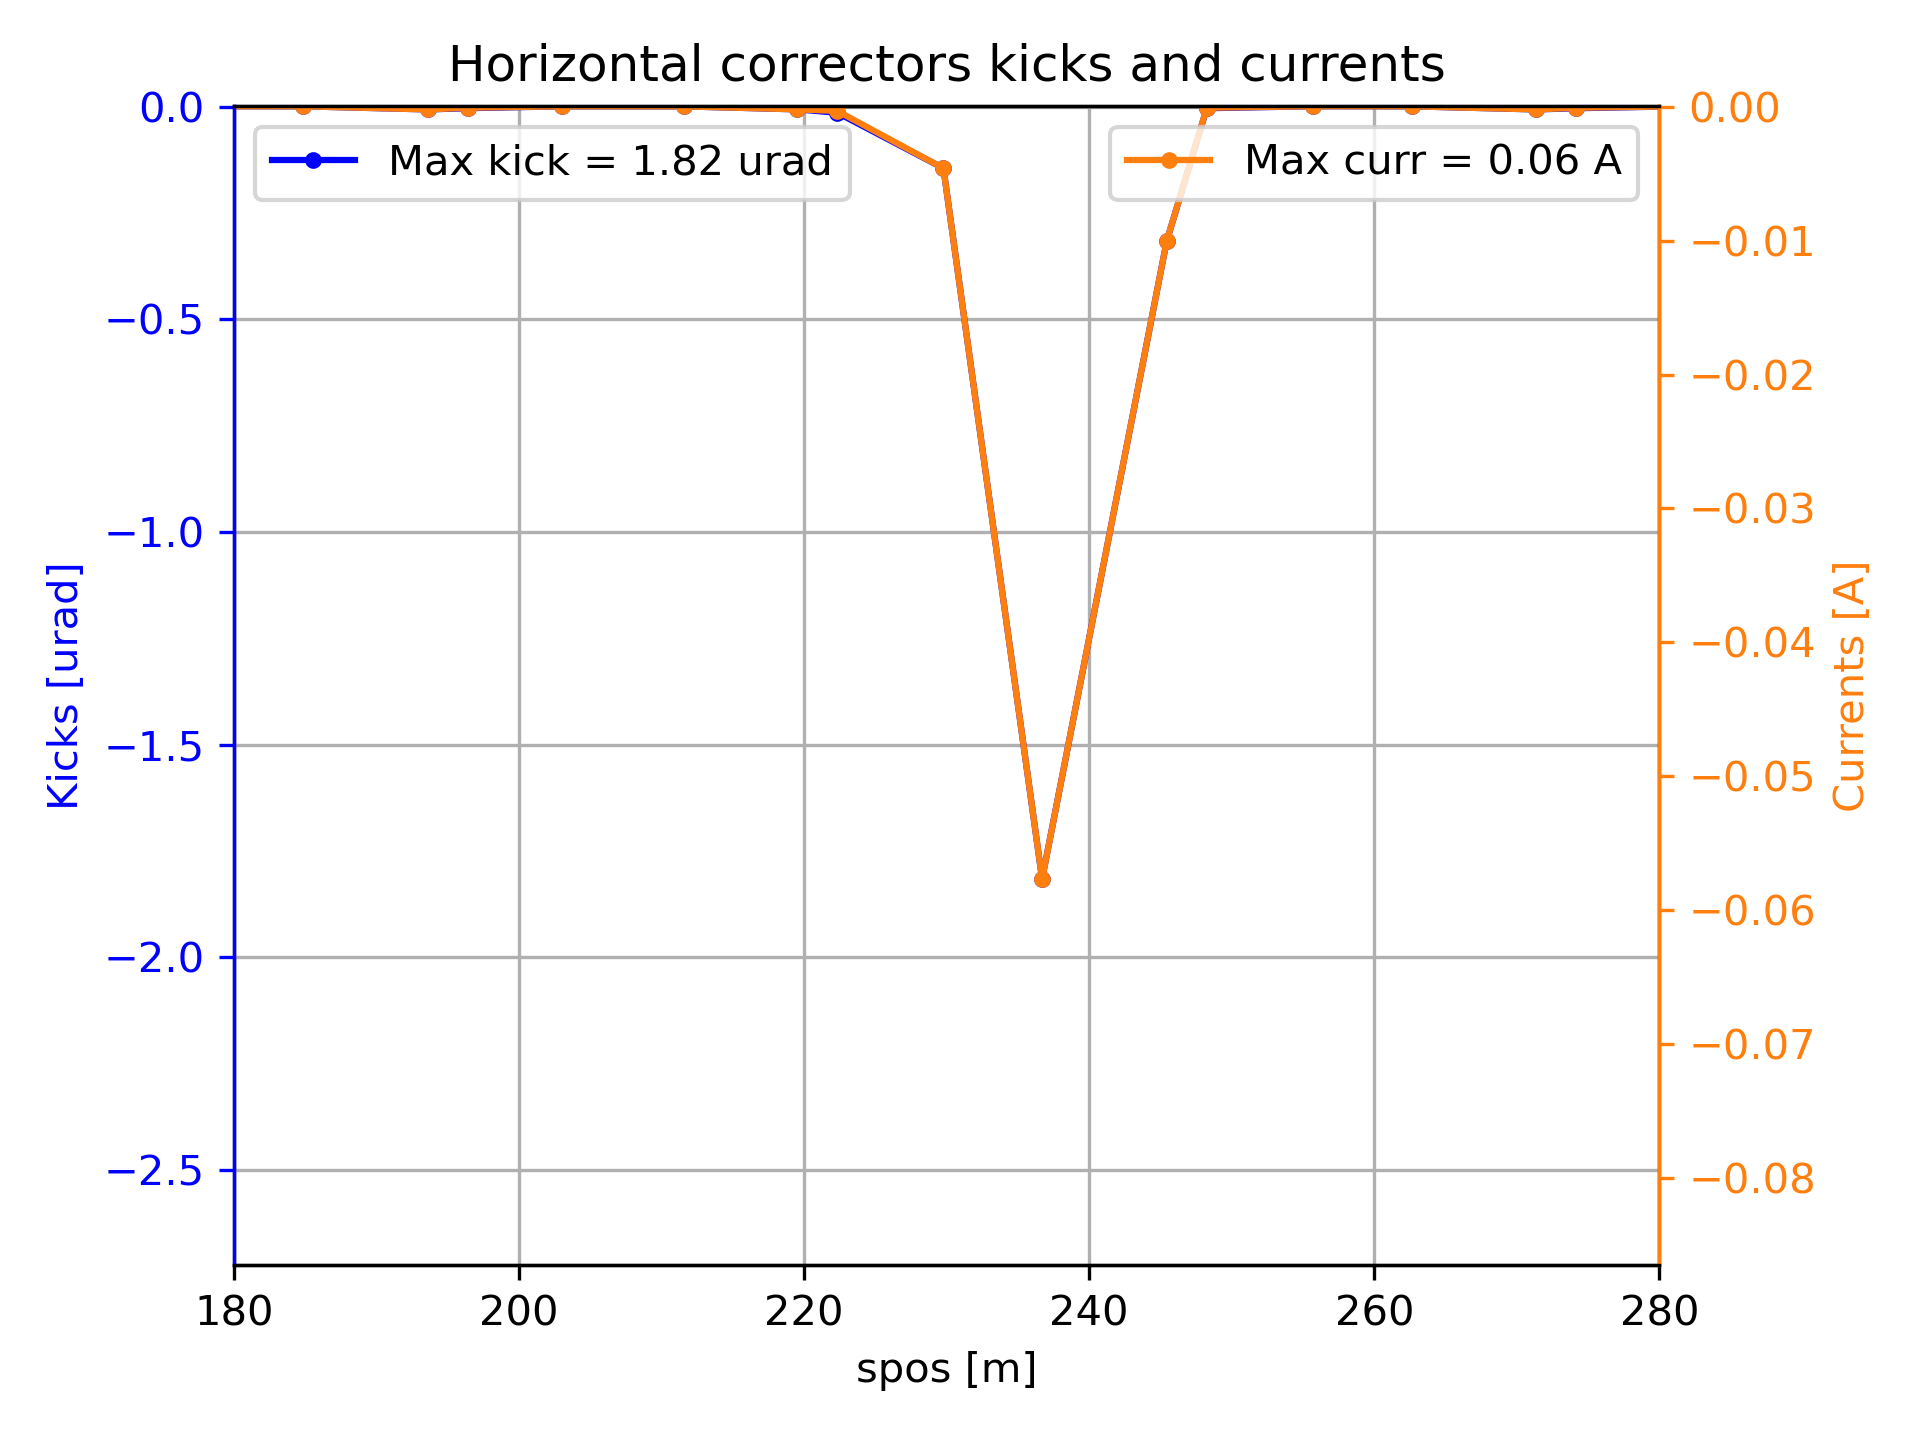 Horizontal correctors kicks and currents
Max kick = 1.82 urad
Max curr = 0.06 A
Kicks [urad]
0.0
−0.5
−1.0
−1.5
−2.0
−2.5
Currents [A]
0.00
−0.01
−0.02
−0.03
−0.04
−0.05
−0.06
−0.07
−0.08
180 200 220 240 260 280
spos [m]